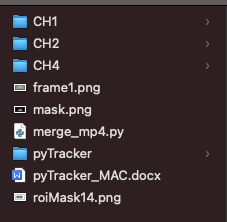 CH1
CH2
CH4
frame1.png
mask.png
merge_mp4.py
pyTracker
pyTracker_MAC.docx
roiMask14.png